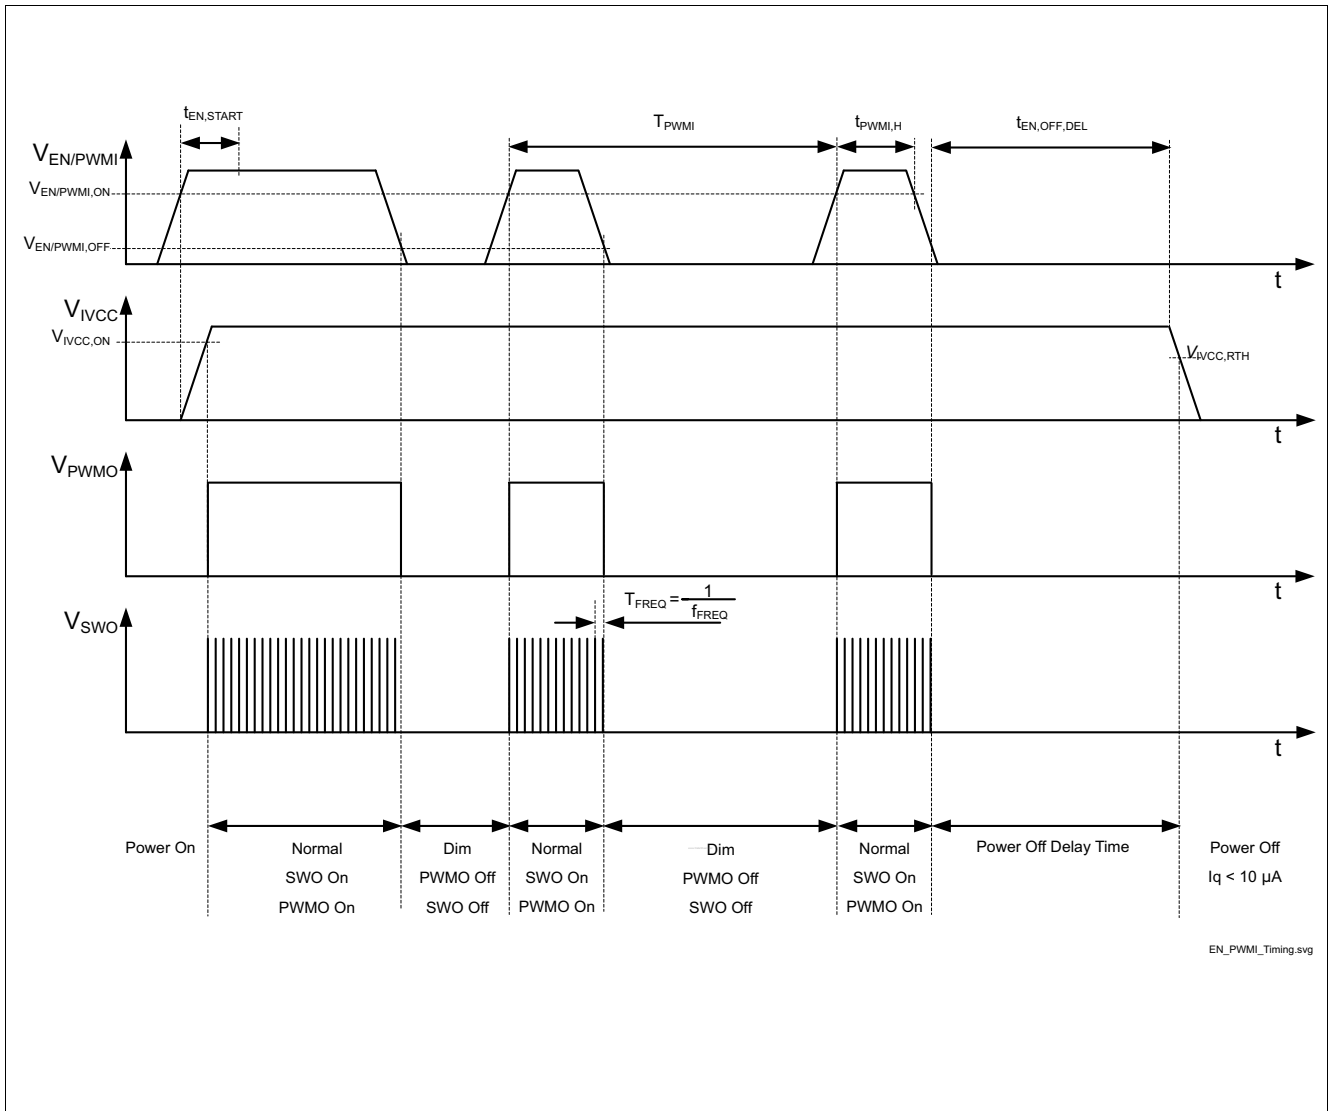 tEN,START
TPWMI
tPWMI,H
tEN,OFF,DEL
VEN/PWMI
VEN/PWMI,ON
VEN/PWMI,OFF
t
VIVCC
VIVCC,ON
VIVCC,RTH
t
VPWMO
t
TFREQ = 1
fFREQ
VSWO
t
Power On Normal Dim Normal Dim Normal Power Off Delay Time Power Off
SWO On PWMO Off SWO On PWMO Off SWO On Iq < 10 µA
PWMO On SWO Off PWMO On SWO Off PWMO On
EN_PWMI_Timing.svg